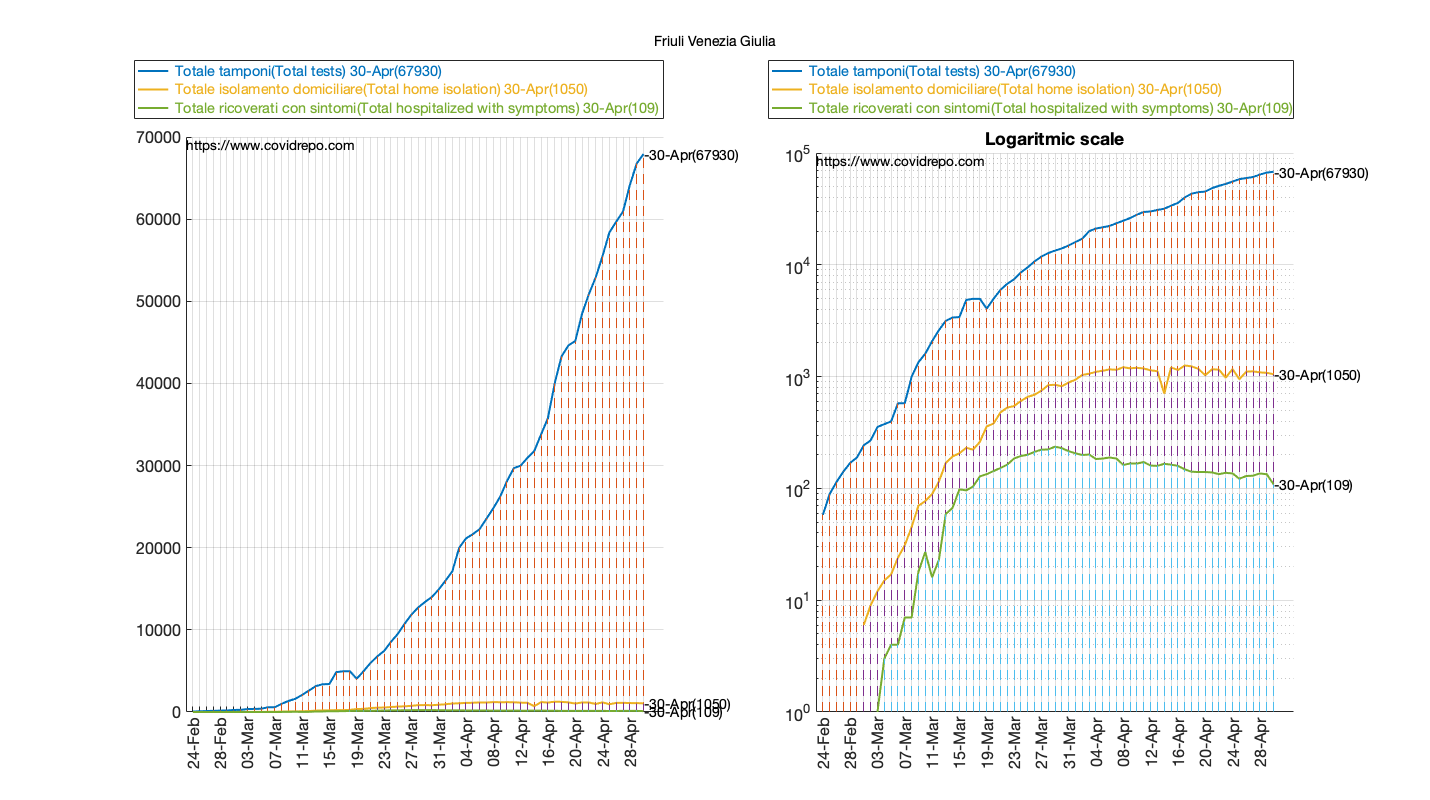 Friuli Venezia Giulia
Totale tamponi(Total tests) 30-Apr(67930)
Totale isolamento domiciliare(Total home isolation) 30-Apr(1050)
Totale ricoverati con sintomi(Total hospitalized with symptoms) 30-Apr(109)
70000
https://www.covidrepo.com
-30-Apr(67930)
60000
50000
40000
30000
20000
10000
0
-30-Apr(1050)
-30-Apr(109)
24-Feb
28-Feb
03-Mar
07-Mar
11-Mar
15-Mar
19-Mar
23-Mar
27-Mar
31-Mar
04-Apr
08-Apr
12-Apr
16-Apr
20-Apr
24-Apr
28-Apr
Totale tamponi(Total tests) 30-Apr(67930)
Totale isolamento domiciliare(Total home isolation) 30-Apr(1050)
Totale ricoverati con sintomi(Total hospitalized with symptoms) 30-Apr(109)
Logaritmic scale
10^5
https://www.covidrepo.com
-30-Apr(67930)
10^4
10^3
-30-Apr(1050)
10^2
-30-Apr(109)
10^1
10^0
24-Feb
28-Feb
03-Mar
07-Mar
11-Mar
15-Mar
19-Mar
23-Mar
27-Mar
31-Mar
04-Apr
08-Apr
12-Apr
16-Apr
20-Apr
24-Apr
28-Apr